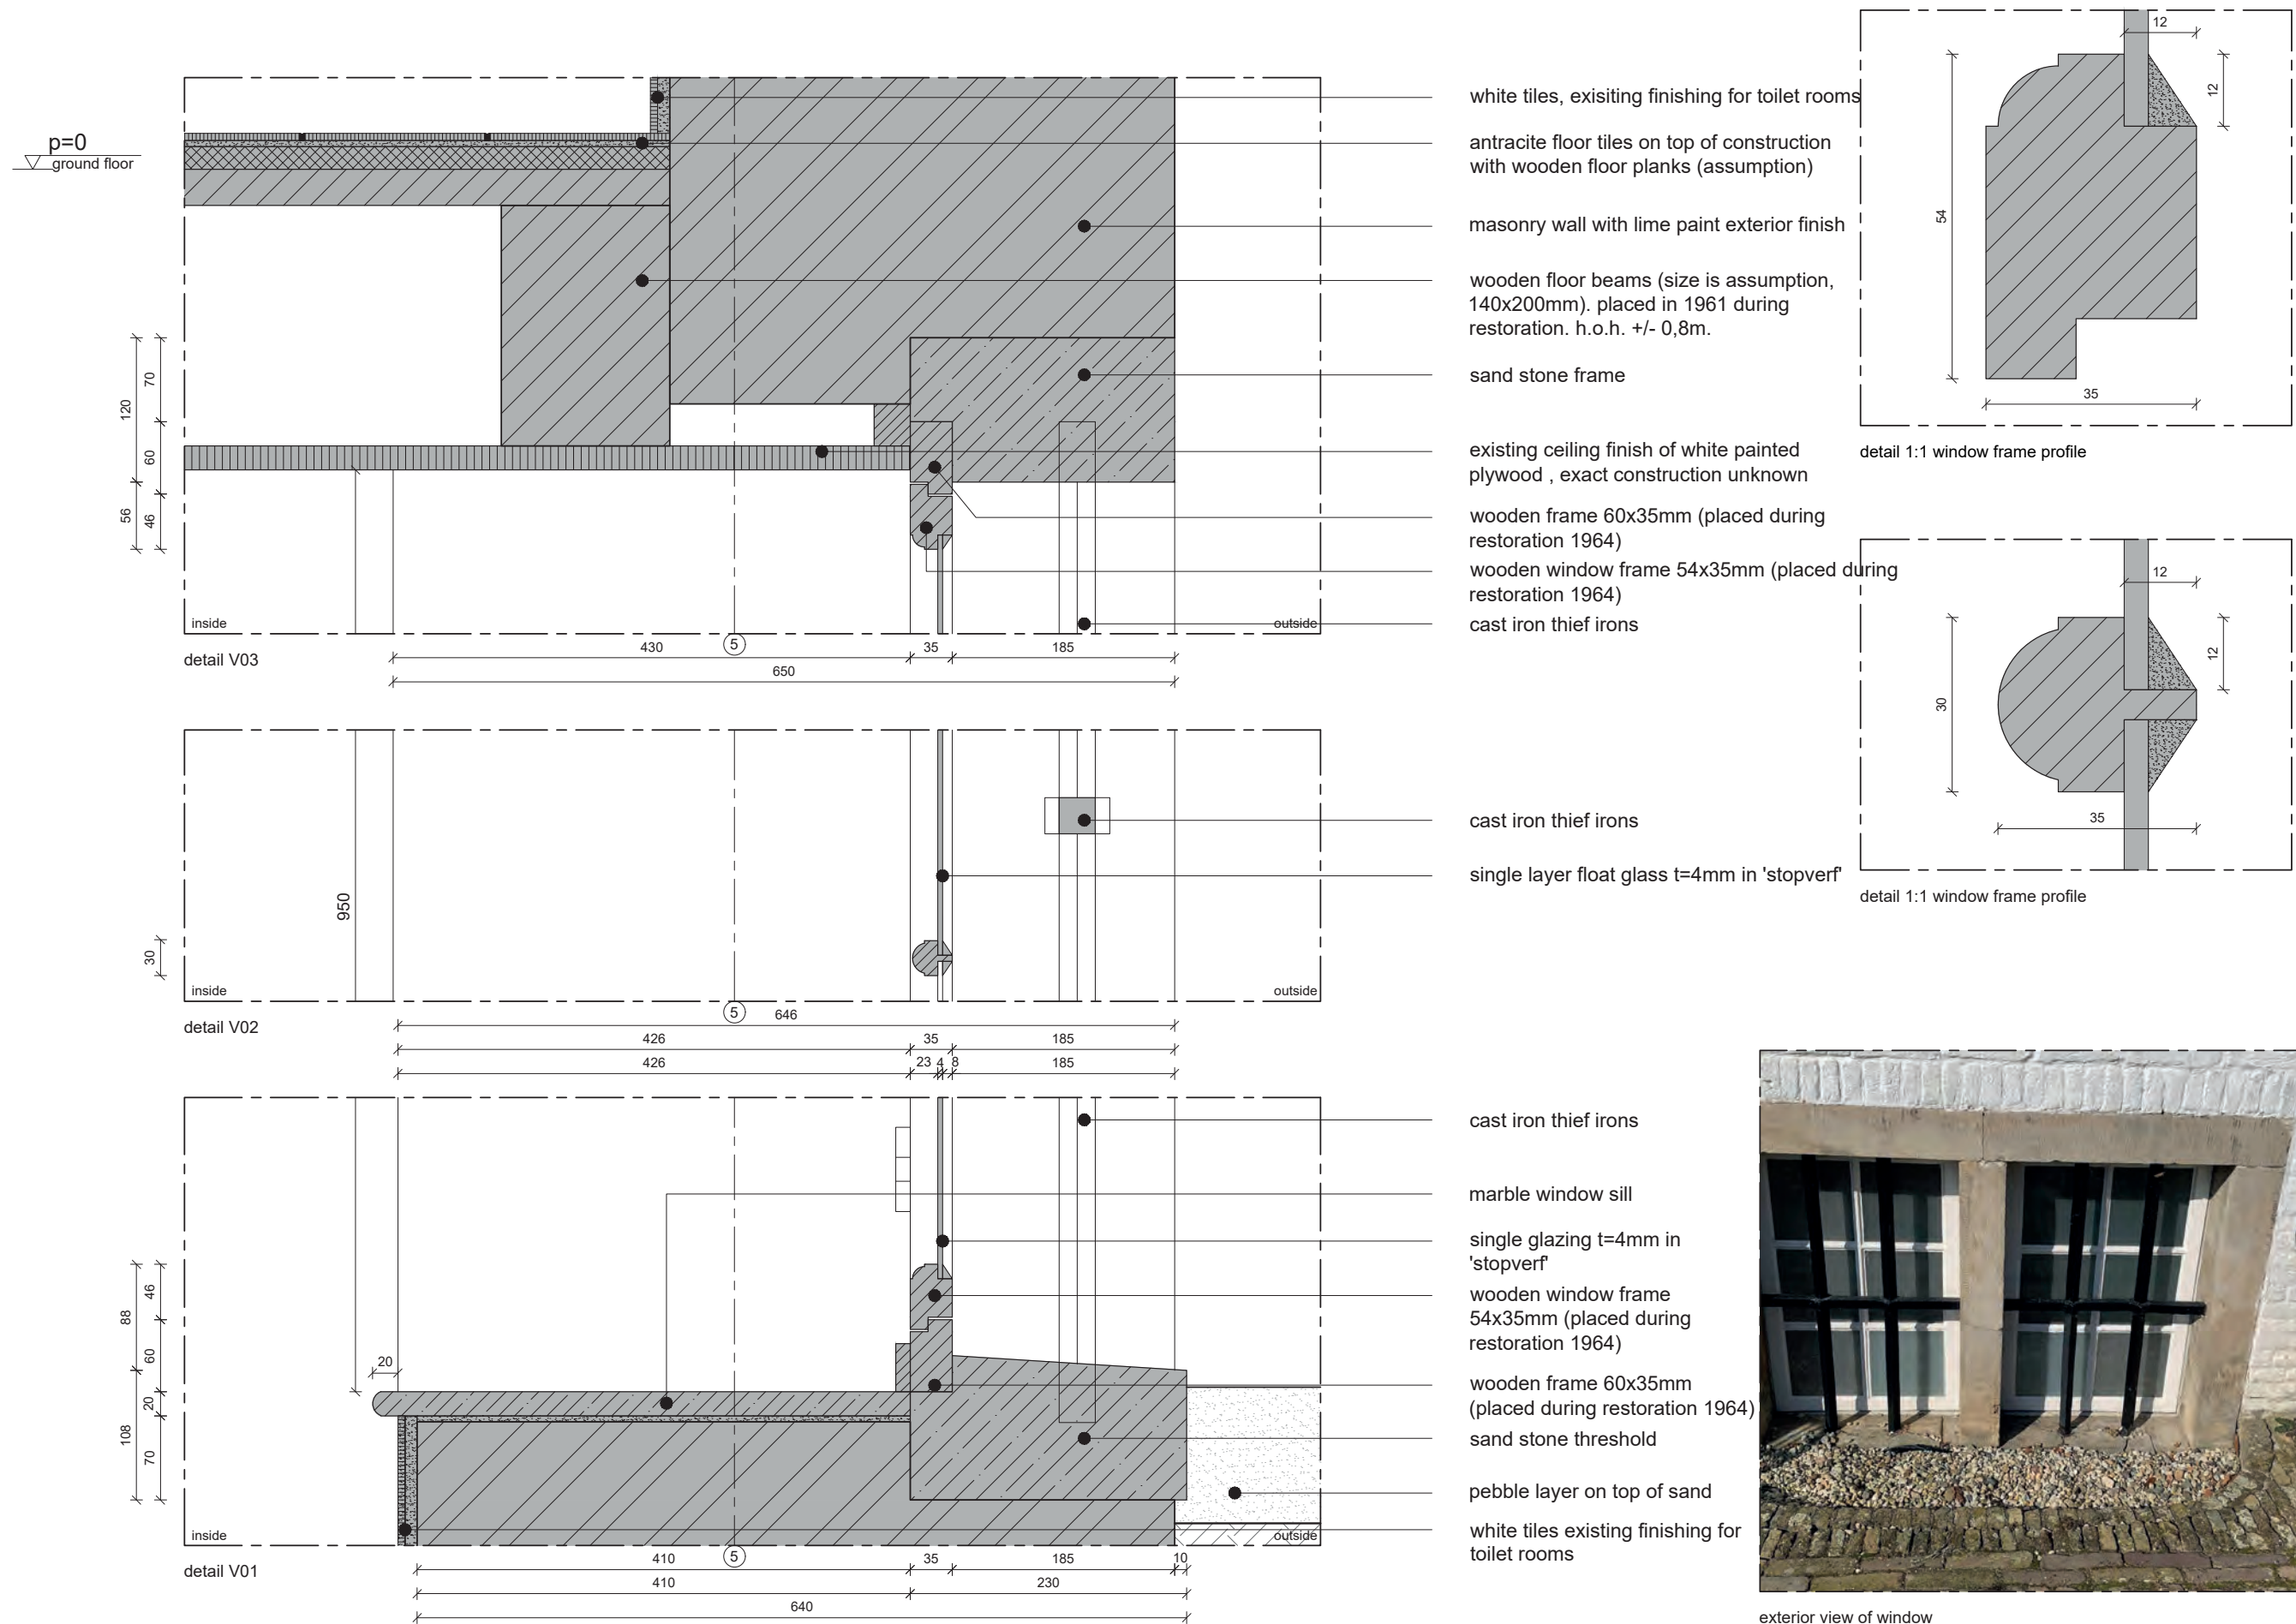 p=0
ground floor
white tiles, exisiting finishing for toilet rooms
antracite floor tiles on top of construction
with wooden floor planks (assumption)
masonry wall with lime paint exterior finish
wooden floor beams (size is assumption,
140x200mm). placed in 1961 during
restoration. h.o.h. +/- 0,8m.
sand stone frame
existing ceiling finish of white painted
plywood , exact construction unknown
wooden frame 60x35mm (placed during
restoration 1964)
wooden window frame 54x35mm (placed during
restoration 1964)
cast iron thief irons
120
70
60
56
46
inside
outside
detail V03
430
5
35
185
650
12
12
54
35
detail 1:1 window frame profile
12
12
30
35
detail 1:1 window frame profile
950
30
cast iron thief irons
single layer float glass t=4mm in 'stopverf'
inside
outside
detail V02
5
646
426
35
185
426
23
4
8
185
cast iron thief irons
marble window sill
single glazing t=4mm in
'stopverf'
wooden window frame
54x35mm (placed during
restoration 1964)
wooden frame 60x35mm
(placed during restoration 1964)
sand stone threshold
pebble layer on top of sand
white tiles existing finishing for
toilet rooms
88
46
60
20
20
108
70
inside
outside
detail V01
410
5
35
185
10
410
230
640
exterior view of window